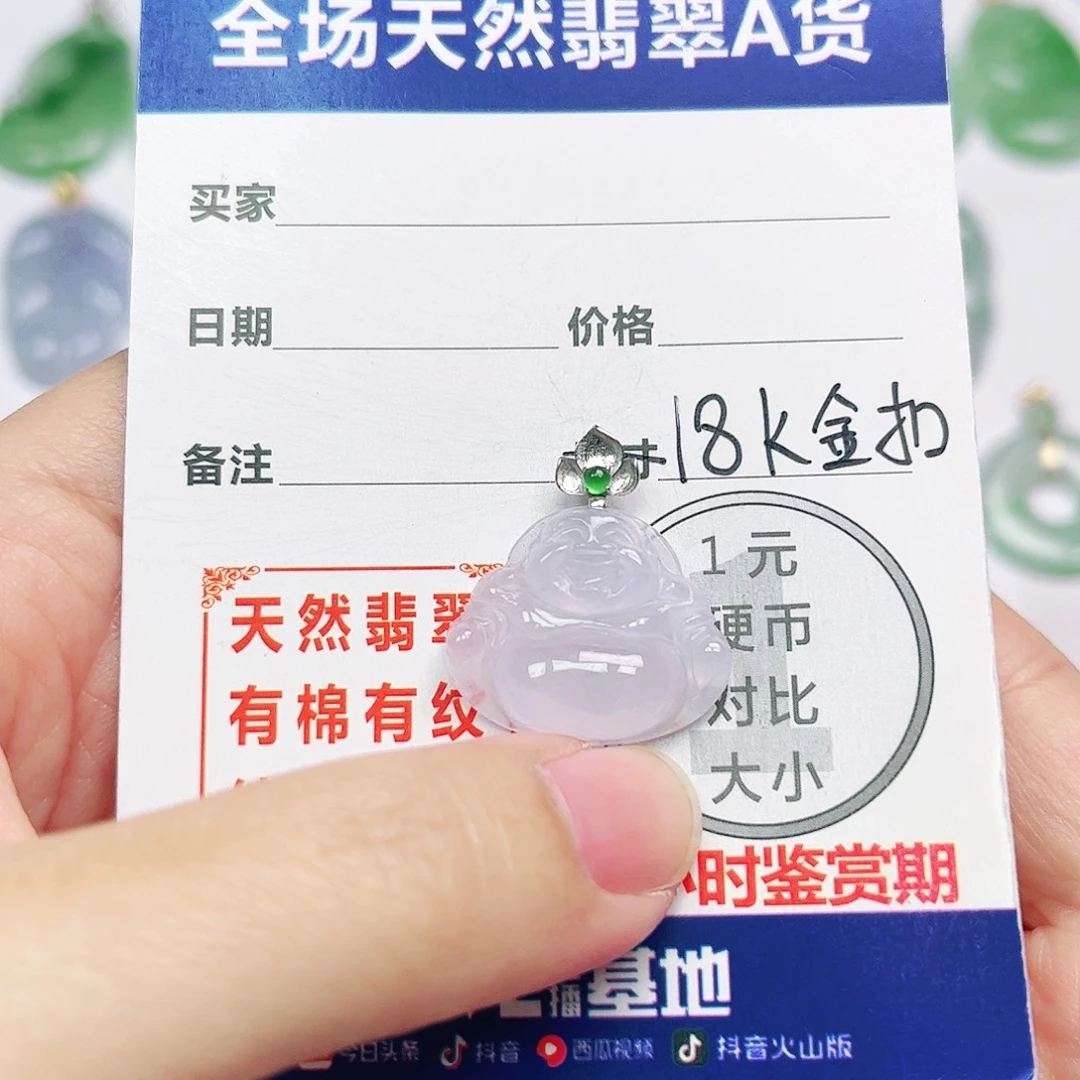 全场天然翡翠A货
买家
日期 价格
备注 寸 18K金扣
天然翡翠
有棉有纹
1元
硬币
对比
大小
小时鉴赏期
播基地
今日头条 抖音 西瓜视频 抖音火山版